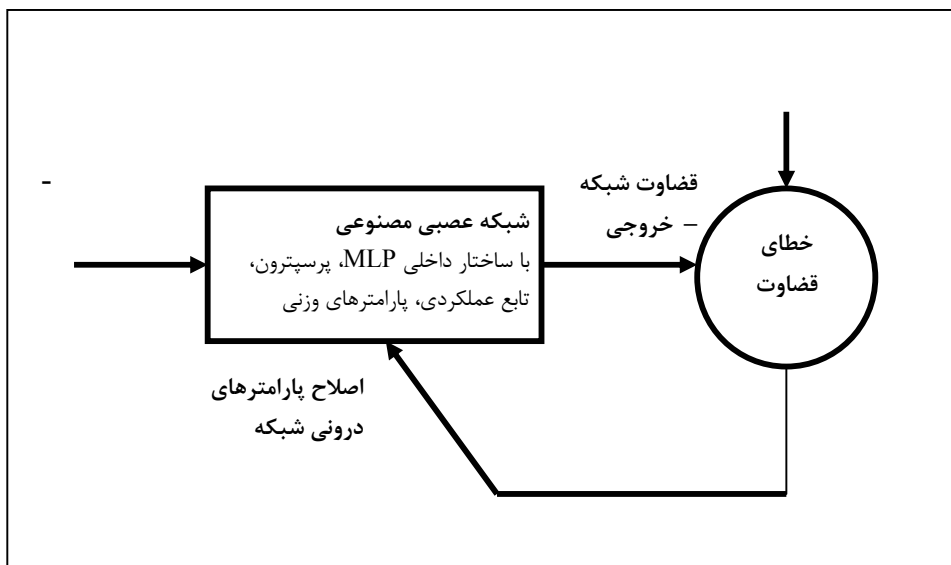 -
قضاوت شبکه
– خروجی
خطای
قضاوت
شبکه عصبی مصنوعی
با ساختار داخلی MLP، پرسپترون،
تابع عملکردی، پارامترهای وزنی
اصلاح پارامترهای
درونی شبکه